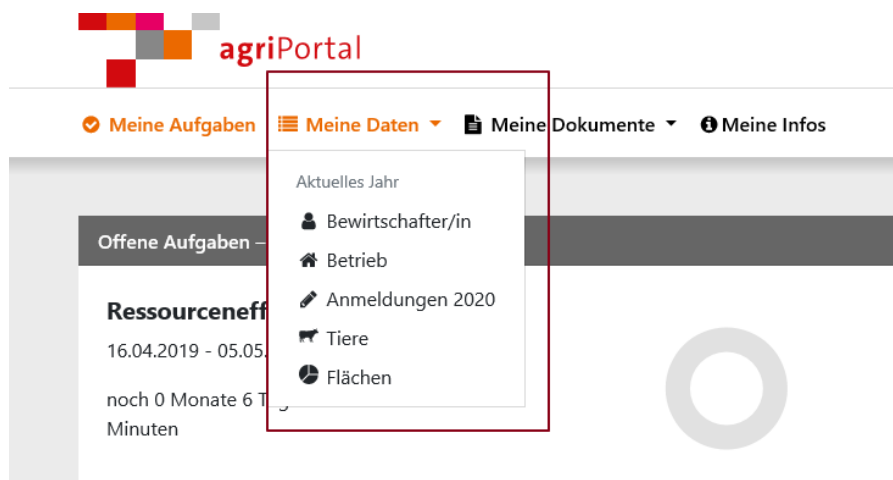 agriPortal
Meine Aufgaben Meine Daten Meine Dokumente Meine Infos
Aktuelles Jahr
Bewirtschafter/in
Offene Aufgaben –
Betrieb
Anmeldungen 2020
Tiere
Flächen
16.04.2019 - 05.05.
noch 0 Monate 6
Minuten